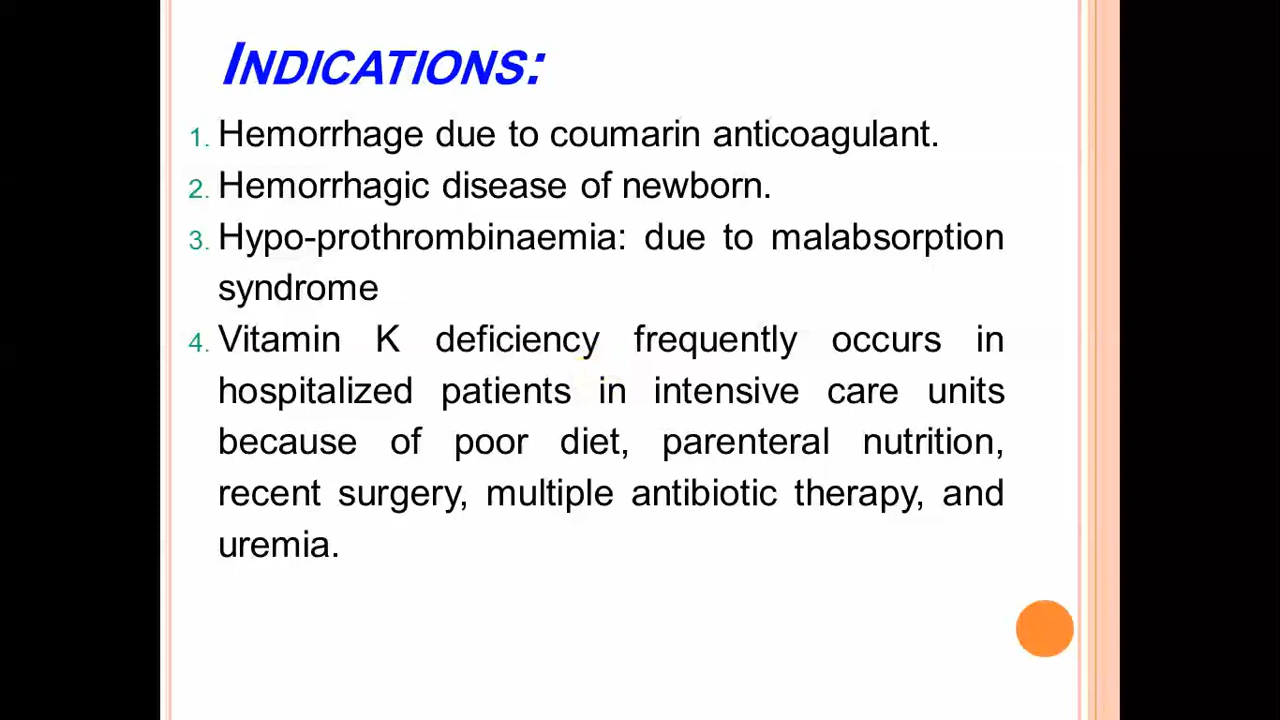 INDICATIONS:
1. Hemorrhage due to coumarin anticoagulant.
2. Hemorrhagic disease of newborn.
3. Hypo-prothrombinaemia: due to malabsorption
syndrome
4. Vitamin K deficiency frequently occurs in
hospitalized patients in intensive care units
because of poor diet, parenteral nutrition,
recent surgery, multiple antibiotic therapy, and
uremia.